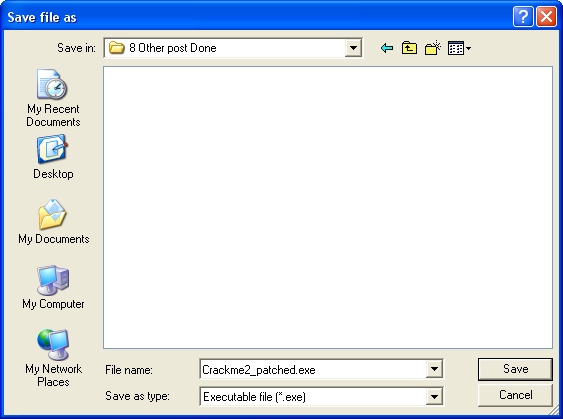 Save file as
Save in: 8 Other post Done
My Recent
Documents
Desktop
My Documents
My Computer
My Network
Places
File name: Crackme2_patched.exe
Save
Save as type: Executable file (*.exe)
Cancel